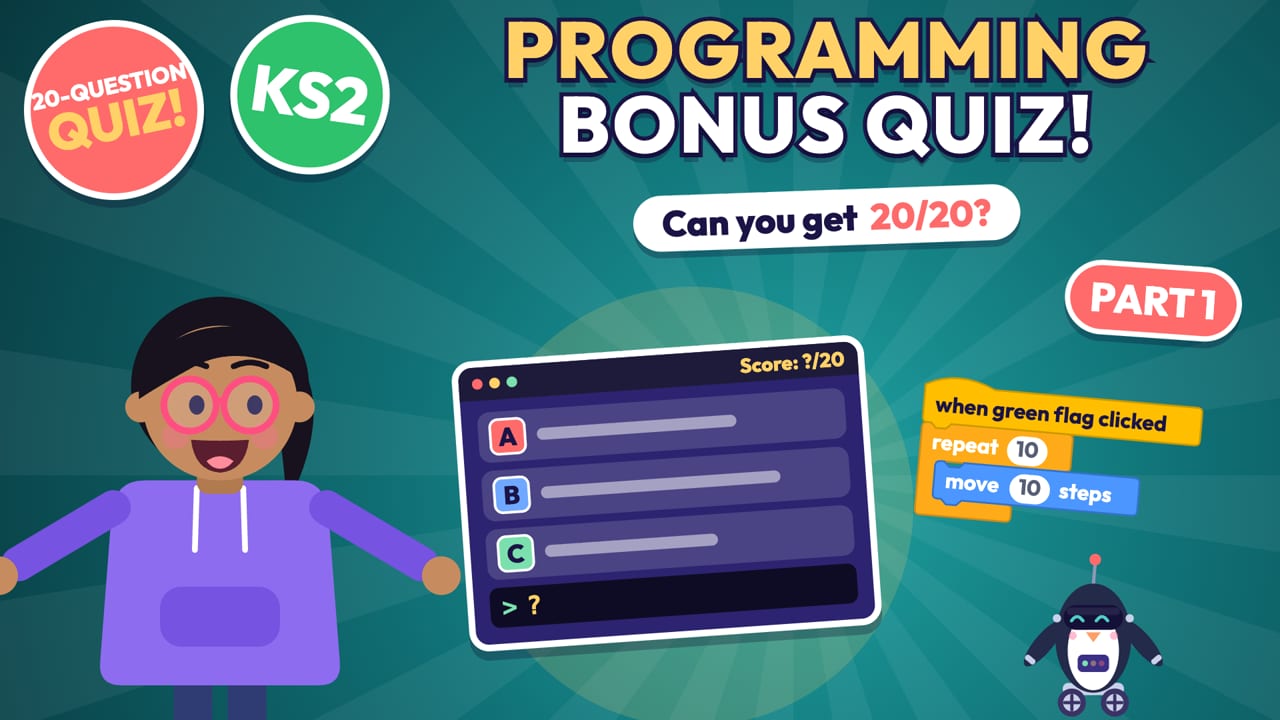 20-QUESTION
QUIZ!
KS2
PROGRAMMING
BONUS QUIZ!
Can you get 20/20?
PART 1
Score: ?/20
A
B
C
> ?
when green flag clicked
repeat 10
move 10 steps